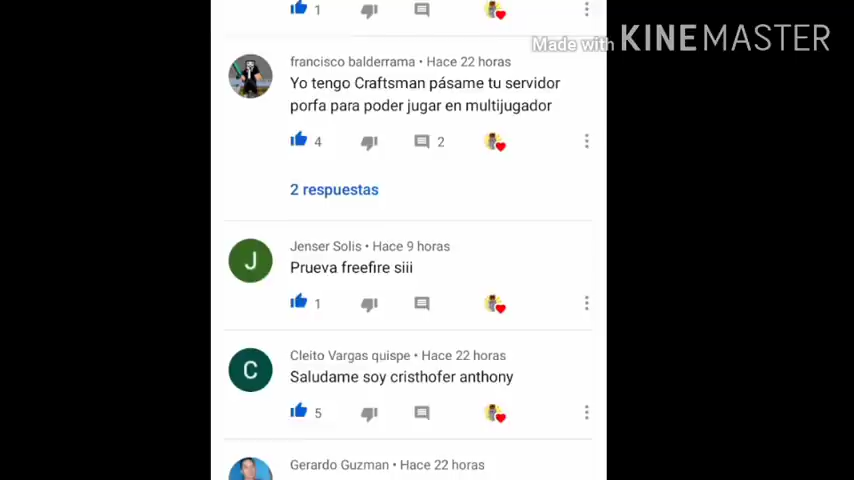 1
Made with KINEMASTER
francisco balderrama • Hace 22 horas
Yo tengo Craftsman pásame tu servidor
porfa para poder jugar en multijugador
4 2
2 respuestas
J
Jenser Solis • Hace 9 horas
Prueva freefire siii
1
C
Cleito Vargas quispe • Hace 22 horas
Saludame soy cristhofer anthony
5
Gerardo Guzman • Hace 22 horas